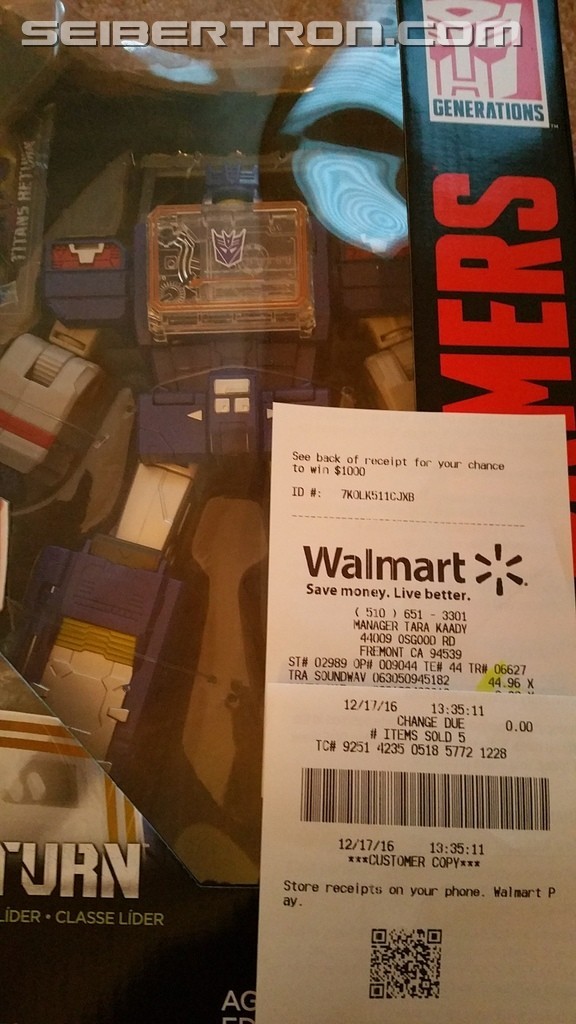 SEIBERTRON.com
GENERATIONS
TITANS RETURN
MERS
See back of receipt for your chance
to win $1000
ID #: 7KOLK511CJXB
Walmart
Save money. Live better.
( 510 ) 651 - 3301
MANAGER TARA KAADY
44009 OSGOOD RD
FREMONT CA 94539
ST# 02989 OP# 009044 TE# 44 TR# 06627
TRA SOUNDWAV 063050945182 44.96 X
12/17/16 13:35:11
CHANGE DUE 0.00
# ITEMS SOLD 5
TC# 9251 4235 0518 5772 1228
12/17/16 13:35:11
***CUSTOMER COPY***
Store receipts on your phone. Walmart P
ay.
TURN
LÍDER • CLASSE LÍDER
AG